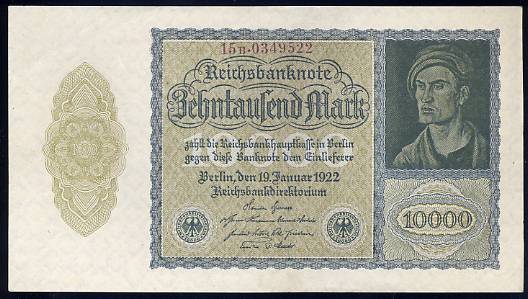 15H·0349522
Reichsbanknote
Zehntausend Mark
zahlt die Reichsbankhauptkasse in Berlin
gegen diese Banknote dem Einlieferer
Berlin, den 19. Januar 1922
Reichsbankdirektorium
10000